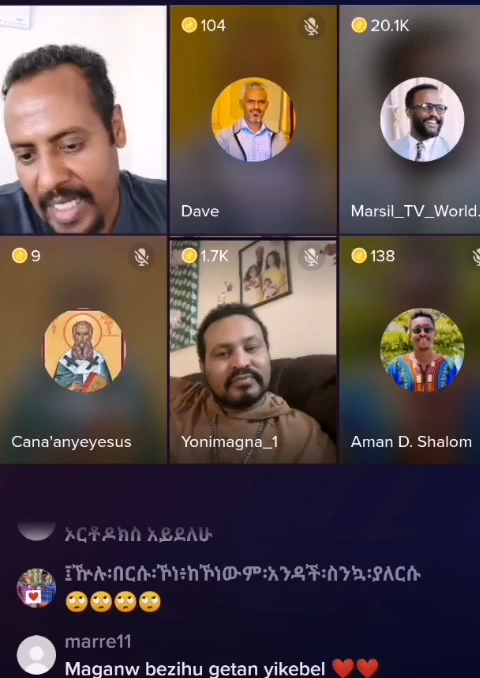 104
20.1K
Dave
Marsil_TV_World.
9
1.7K
138
Cana'anyeyesus
Yonimagna_1
Aman D. Shalom
ኦርቶዶክስ አይደለሁ
፤ዅሉ፡በርሱ፡ኾነ፥ከኾነውም፡አንዳች፡ስንኳ፡ያለርሱ
🙄🙄🙄🙄
marre11
Maganw bezihu getan yikebel ❤️❤️